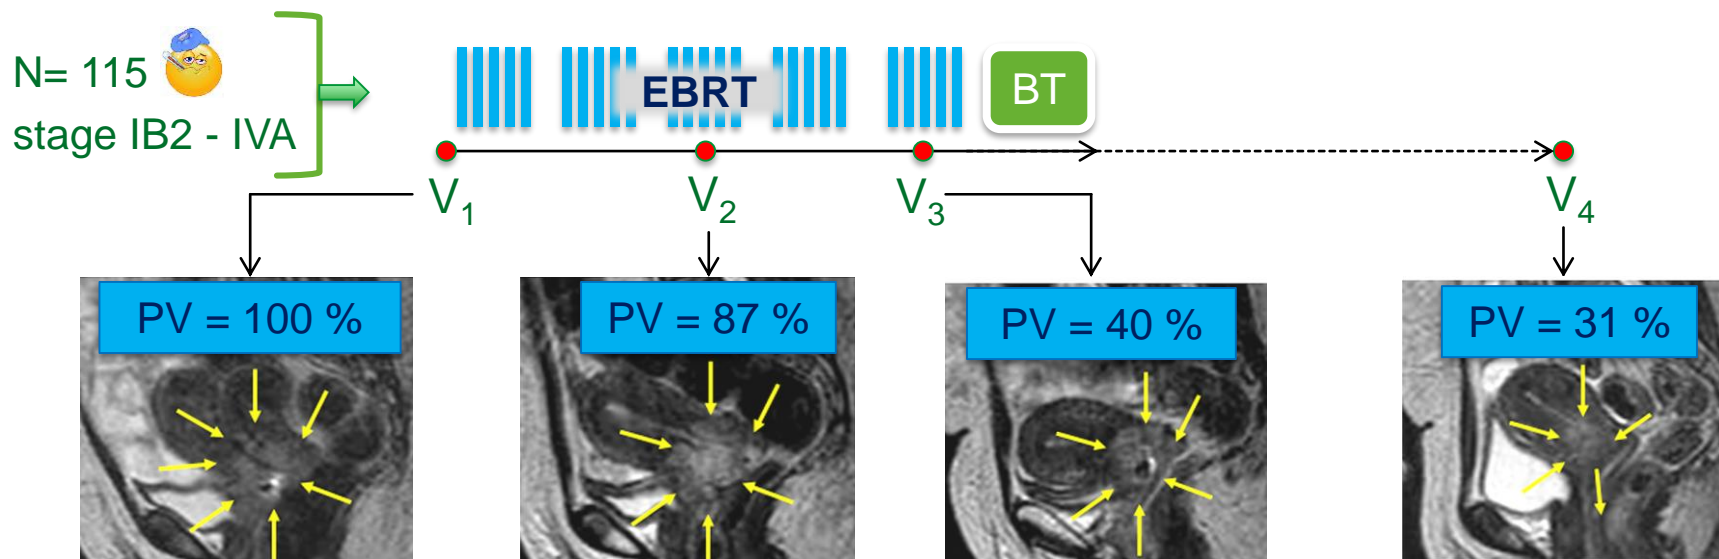 N= 115
stage IB2 - IVA
EBRT
BT
V1
V2
V3
V4
PV = 100 %
PV = 87 %
PV = 40 %
PV = 31 %